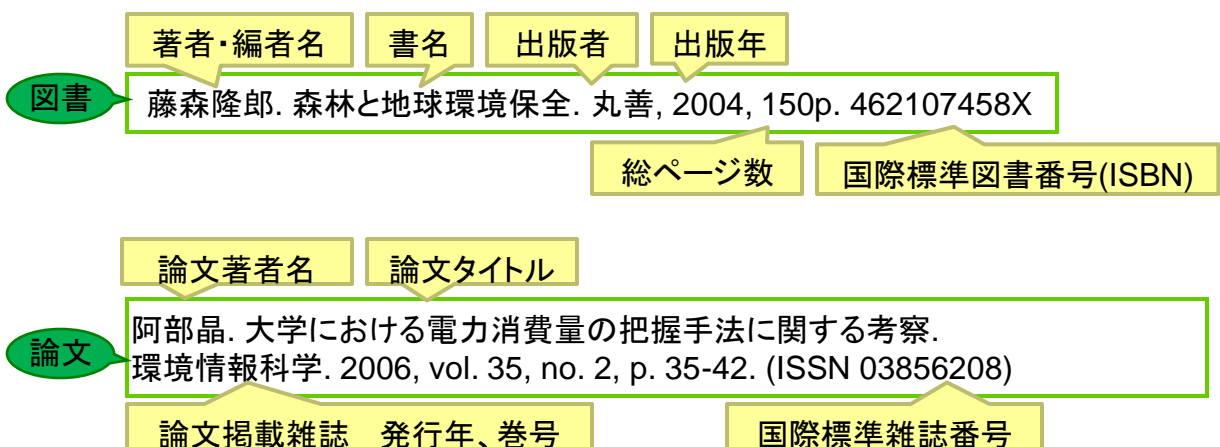 著者・編者名 書名 出版者 出版年
図書
藤森隆郎. 森林と地球環境保全. 丸善, 2004, 150p. 462107458X
総ページ数 国際標準図書番号(ISBN)
論文著者名 論文タイトル
論文
阿部晶. 大学における電力消費量の把握手法に関する考察.
環境情報科学. 2006, vol. 35, no. 2, p. 35-42. (ISSN 03856208)
論文掲載雑誌 発行年、巻号 国際標準雑誌番号